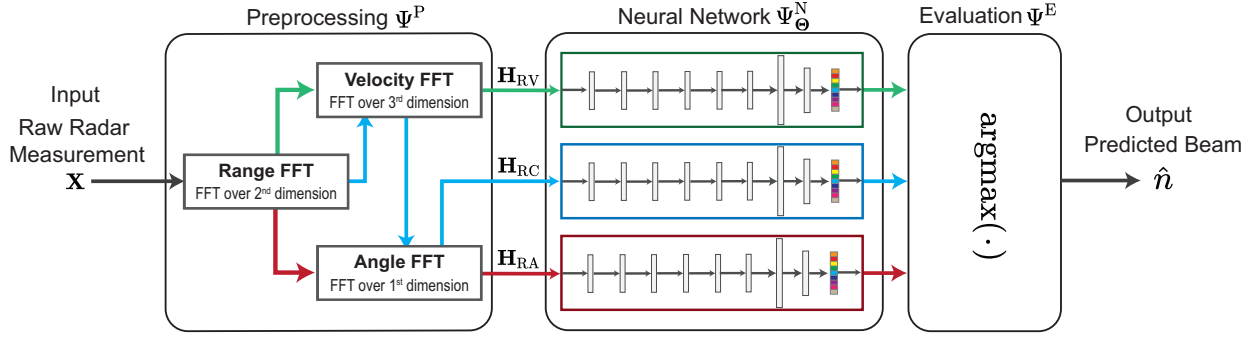 Preprocessing Ψ^P
Neural Network Ψ_Θ^N
Evaluation Ψ^E
Input
Raw Radar
Measurement
X
Range FFT
FFT over 2nd dimension
Velocity FFT
FFT over 3rd dimension
Angle FFT
FFT over 1st dimension
H_RV
H_RC
H_RA
argmax(·)
Output
Predicted Beam
n̂